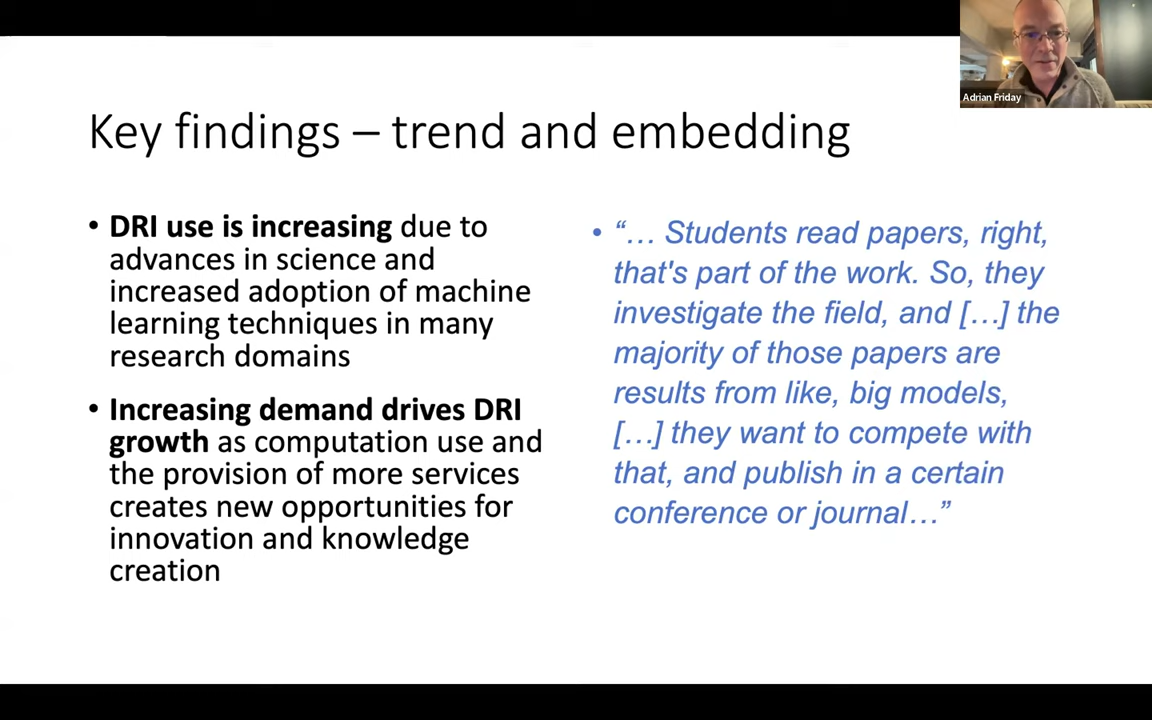 Adrian Friday
Key findings – trend and embedding
• DRI use is increasing due to
advances in science and
increased adoption of machine
learning techniques in many
research domains
• Increasing demand drives DRI
growth as computation use and
the provision of more services
creates new opportunities for
innovation and knowledge
creation
• “… Students read papers, right,
that's part of the work. So, they
investigate the field, and […] the
majority of those papers are
results from like, big models,
[…] they want to compete with
that, and publish in a certain
conference or journal…”